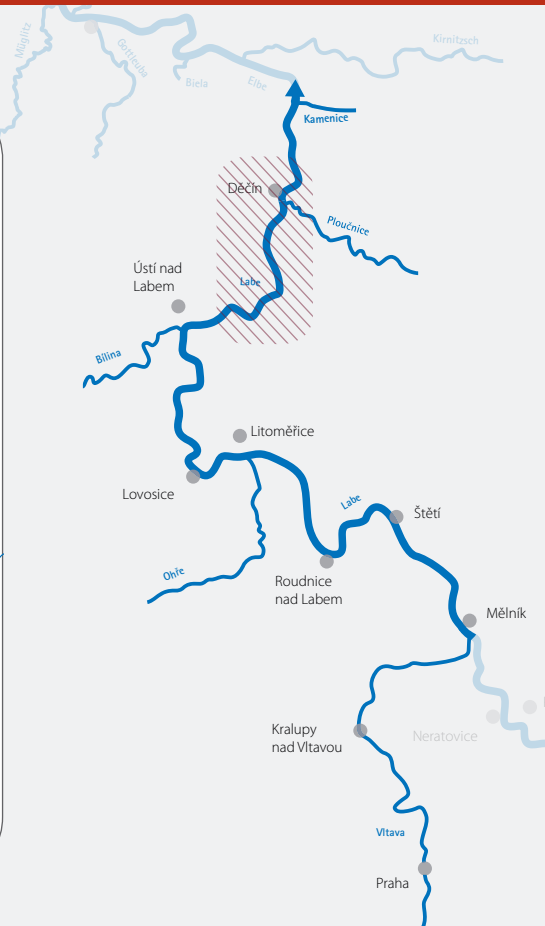 Müglitz
Gottleuba
Biela
Elbe
Kirnitzsch
Kamenice
Děčín
Ploučnice
Ústí nad
Labem
Labe
Bílina
Litoměřice
Lovosice
Labe
Štětí
Ohře
Roudnice
nad Labem
Mělník
Kralupy
nad Vltavou
Neratovice
Vltava
Praha